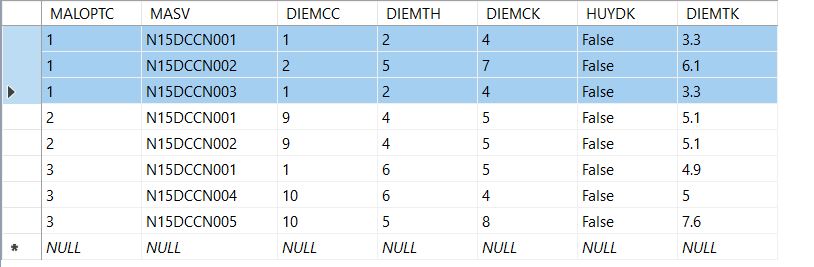 MALOPTC MASV DIEMCC DIEMTH DIEMCK HUYDK DIEMTK
1 N15DCCN001 1 2 4 False 3.3
1 N15DCCN002 2 5 7 False 6.1
1 N15DCCN003 1 2 4 False 3.3
2 N15DCCN001 9 4 5 False 5.1
2 N15DCCN002 9 4 5 False 5.1
3 N15DCCN001 1 6 5 False 4.9
3 N15DCCN004 10 6 4 False 5
3 N15DCCN005 10 5 8 False 7.6
* NULL NULL NULL NULL NULL NULL NULL